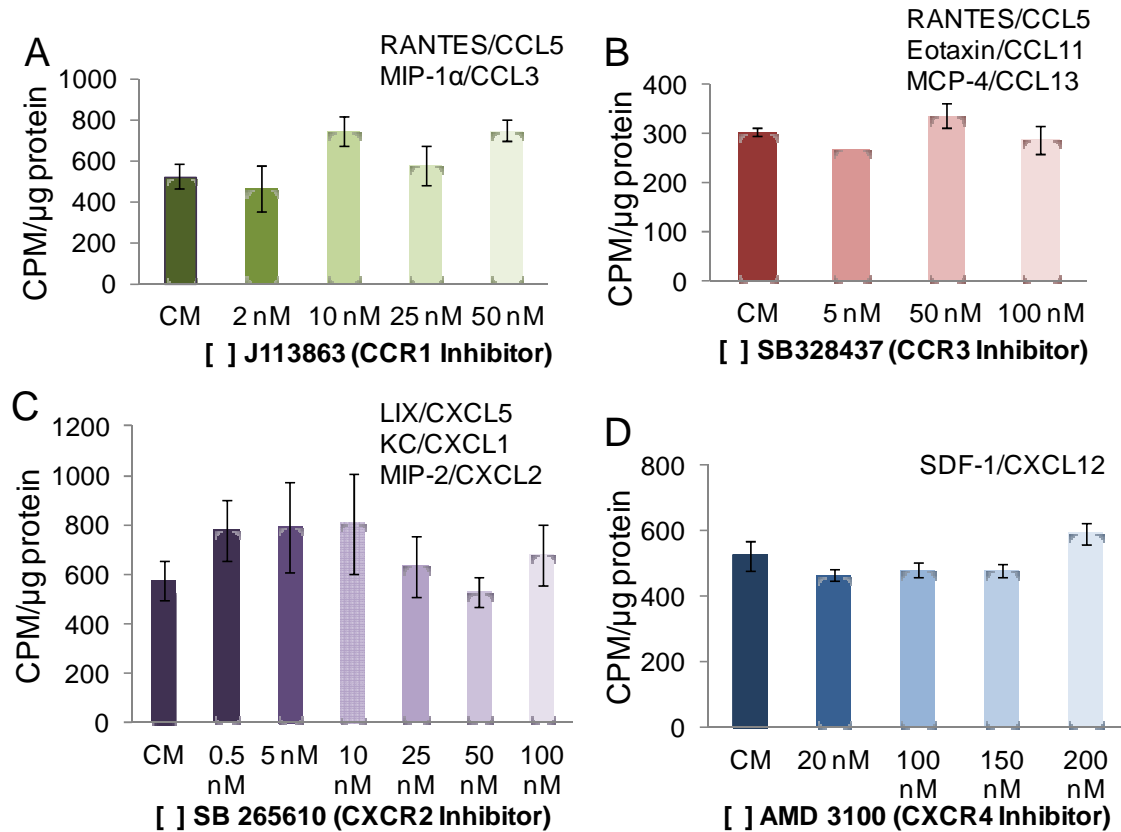 A
RANTES/CCL5
MIP-1α/CCL3
1000
800
600
400
200
0
CPM/µg protein
CM 2 nM 10 nM 25 nM 50 nM
[ ] J113863 (CCR1 Inhibitor)
B
RANTES/CCL5
Eotaxin/CCL11
MCP-4/CCL13
400
300
200
100
0
CPM/µg protein
CM 5 nM 50 nM 100 nM
[ ] SB328437 (CCR3 Inhibitor)
C
LIX/CXCL5
KC/CXCL1
MIP-2/CXCL2
1200
1000
800
600
400
200
0
CPM/µg protein
CM 0.5 nM 5 nM 10 nM 25 nM 50 nM 100 nM
[ ] SB 265610 (CXCR2 Inhibitor)
D
SDF-1/CXCL12
800
600
400
200
0
CPM/µg protein
CM 20 nM 100 nM 150 nM 200 nM
[ ] AMD 3100 (CXCR4 Inhibitor)